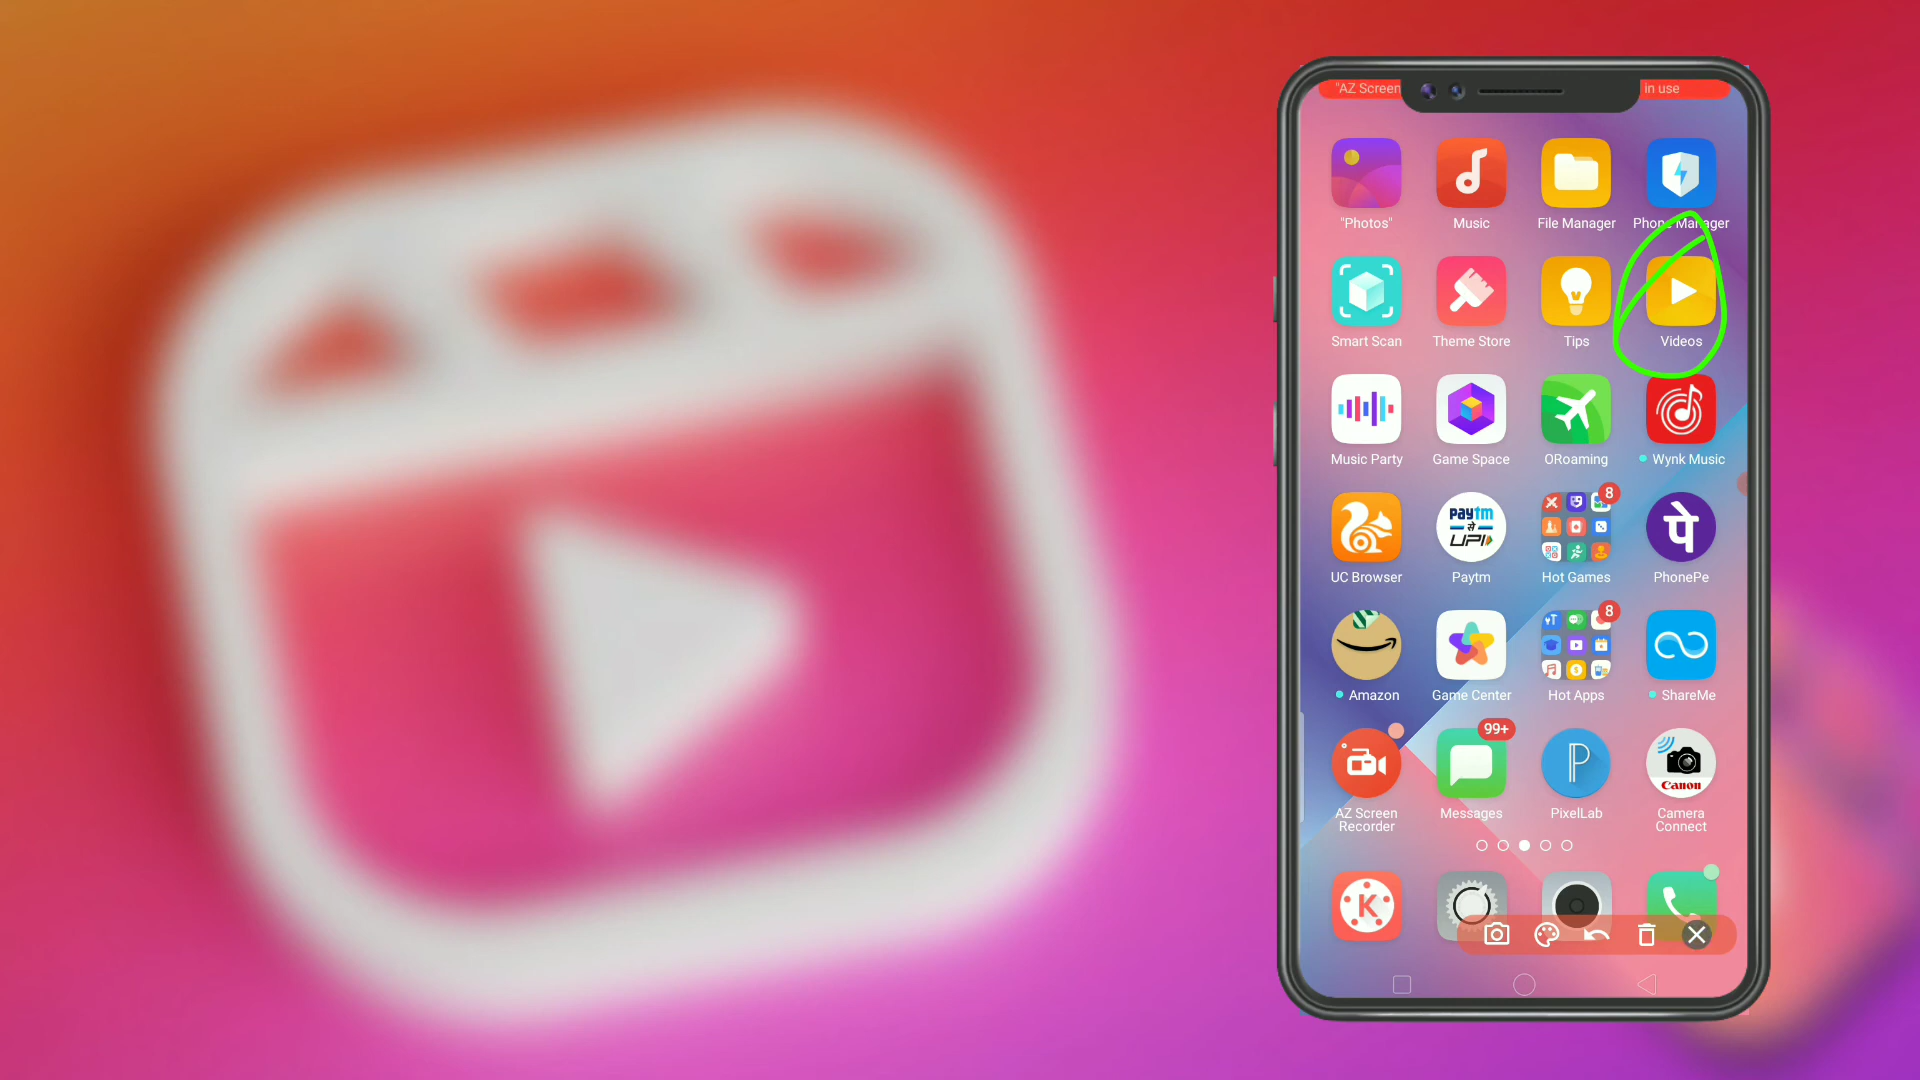 "AZ Screen in use
"Photos" Music File Manager Phone Manager
Smart Scan Theme Store Tips Videos
Music Party Game Space ORoaming Wynk Music
8
Paytm
से
UPI
पे
UC Browser Paytm Hot Games PhonePe
8
Amazon Game Center Hot Apps ShareMe
99+
P
Canon
AZ Screen Recorder Messages PixelLab Camera Connect
K